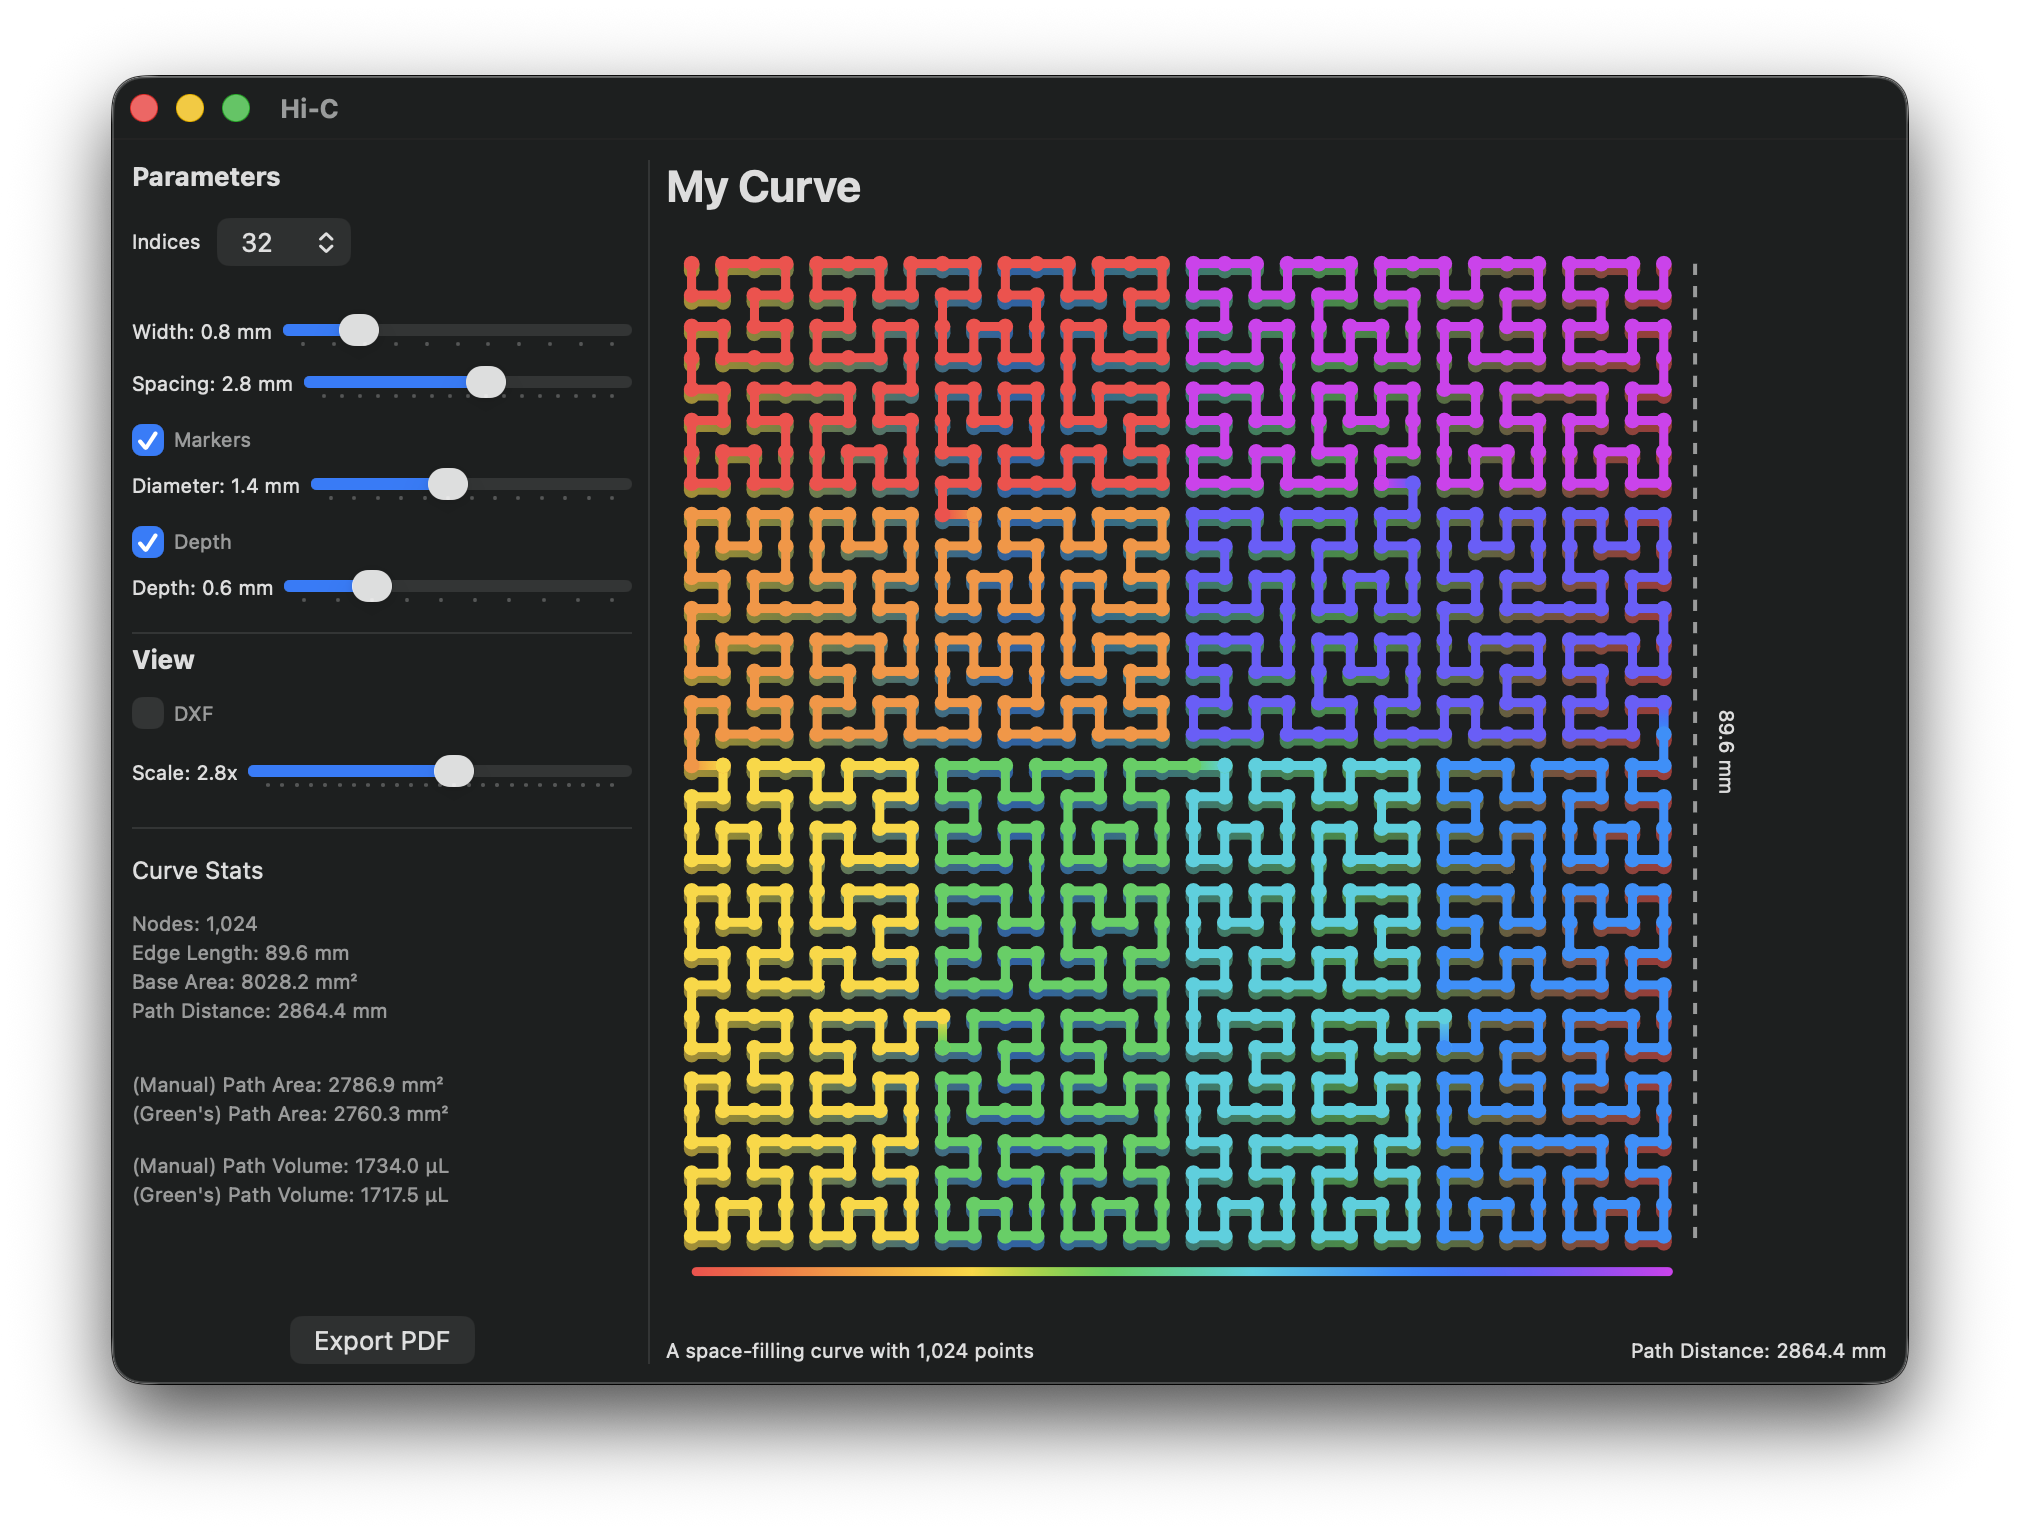 Hi-C
Parameters
Indices 32
Width: 0.8 mm
Spacing: 2.8 mm
Markers
Diameter: 1.4 mm
Depth
Depth: 0.6 mm
View
DXF
Scale: 2.8x
Curve Stats
Nodes: 1,024
Edge Length: 89.6 mm
Base Area: 8028.2 mm²
Path Distance: 2864.4 mm
(Manual) Path Area: 2786.9 mm²
(Green's) Path Area: 2760.3 mm²
(Manual) Path Volume: 1734.0 µL
(Green's) Path Volume: 1717.5 µL
Export PDF
My Curve
89.6 mm
A space-filling curve with 1,024 points
Path Distance: 2864.4 mm